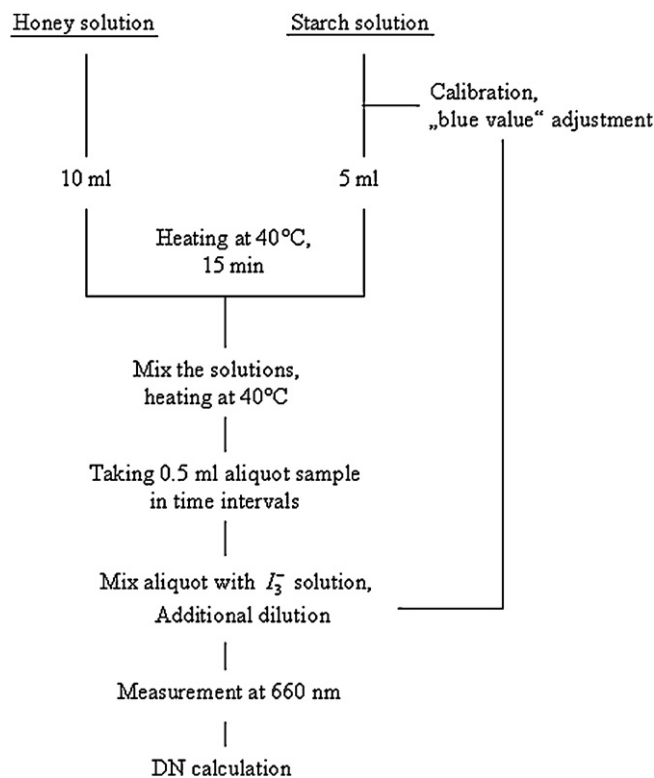 Honey solution
Starch solution
Calibration,
„blue value“ adjustment
10 ml
5 ml
Heating at 40°C,
15 min
Mix the solutions,
heating at 40°C
Taking 0.5 ml aliquot sample
in time intervals
Mix aliquot with I₃⁻ solution,
Additional dilution
Measurement at 660 nm
DN calculation